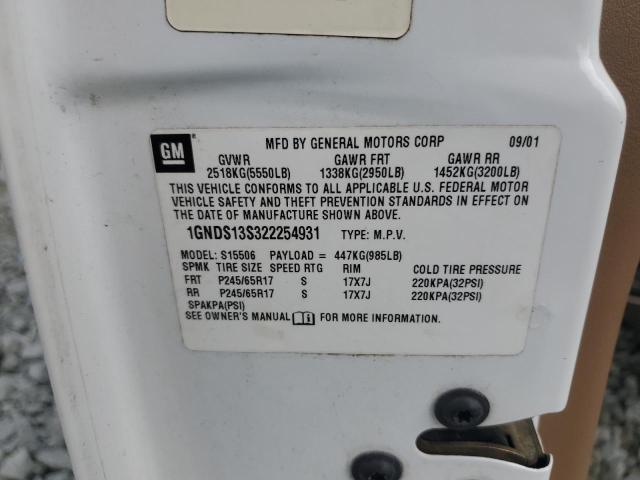 GM MFD BY GENERAL MOTORS CORP 09/01
GVWR GAWR FRT GAWR RR
2518KG(5550LB) 1338KG(2950LB) 1452KG(3200LB)
THIS VEHICLE CONFORMS TO ALL APPLICABLE U.S. FEDERAL MOTOR
VEHICLE SAFETY AND THEFT PREVENTION STANDARDS IN EFFECT ON
THE DATE OF MANUFACTURE SHOWN ABOVE.
1GNDS13S322254931 TYPE: M.P.V.
MODEL: S15506 PAYLOAD = 447KG(985LB)
SPMK TIRE SIZE SPEED RTG RIM COLD TIRE PRESSURE
FRT P245/65R17 S 17X7J 220KPA(32PSI)
RR P245/65R17 S 17X7J 220KPA(32PSI)
SPAKPA(PSI)
SEE OWNER'S MANUAL FOR MORE INFORMATION.